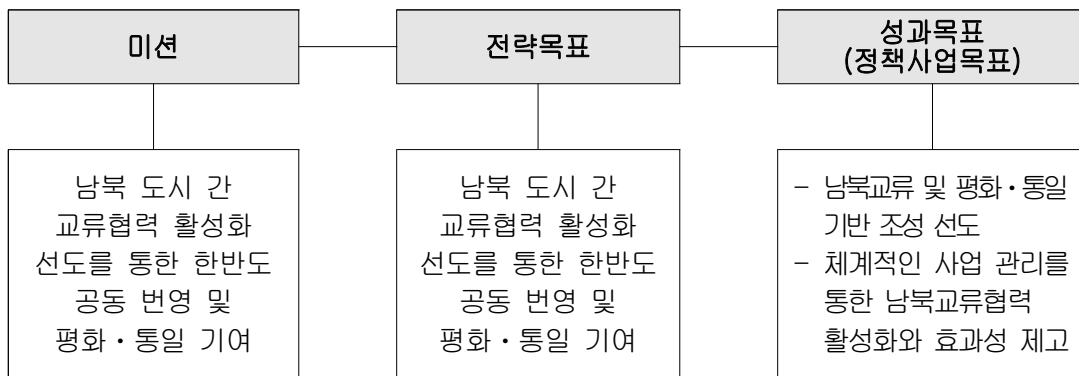 미션
남북 도시 간
교류협력 활성화
선도를 통한 한반도
공동 번영 및
평화・통일 기여
전략목표
남북 도시 간
교류협력 활성화
선도를 통한 한반도
공동 번영 및
평화・통일 기여
성과목표
(정책사업목표)
- 남북교류 및 평화・통일
기반 조성 선도
- 체계적인 사업 관리를
통한 남북교류협력
활성화와 효과성 제고